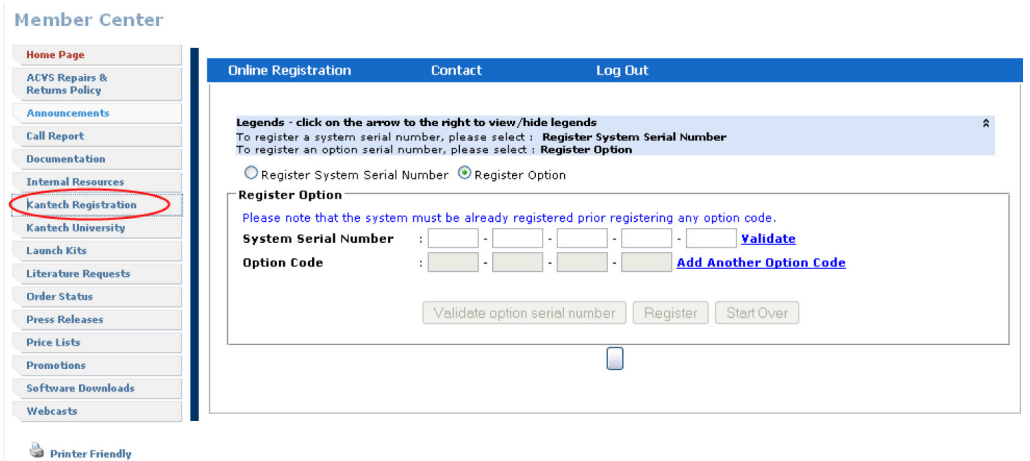 Member Center
Home Page
ACVS Repairs &
Returns Policy
Announcements
Call Report
Documentation
Internal Resources
Kantech Registration
Kantech University
Launch Kits
Literature Requests
Order Status
Press Releases
Price Lists
Promotions
Software Downloads
Webcasts
Printer Friendly
Online Registration Contact Log Out
Legends - click on the arrow to the right to view/hide legends
To register a system serial number, please select : Register System Serial Number
To register an option serial number, please select : Register Option
Register System Serial Number Register Option
Register Option
Please note that the system must be already registered prior registering any option code.
System Serial Number : - - - - Validate
Option Code : - - - Add Another Option Code
Validate option serial number Register Start Over